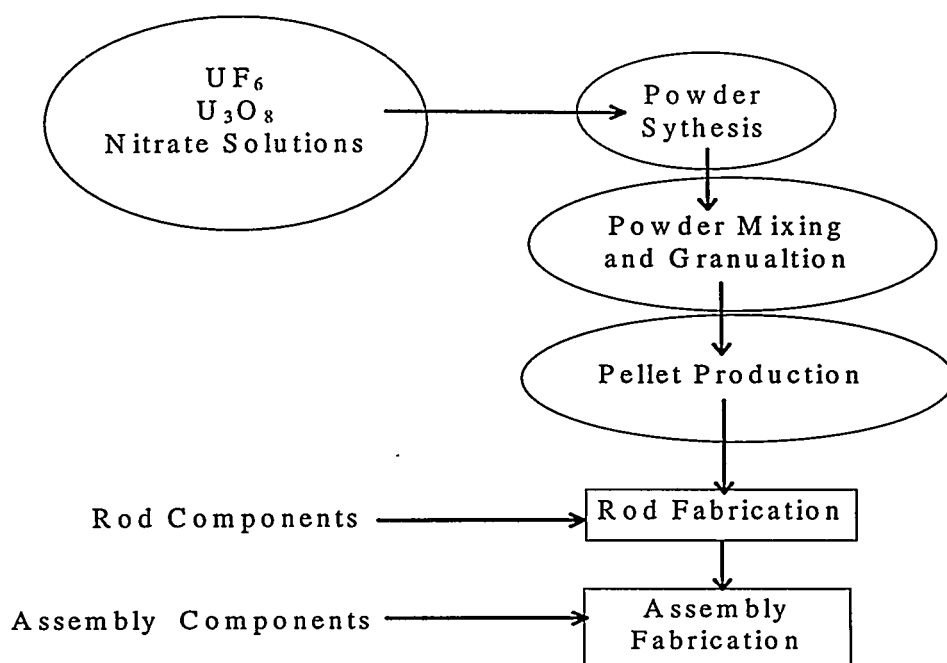 UF₆
U₃O₈
Nitrate Solutions
Powder
Sythesis
Powder Mixing
and Granualtion
Pellet Production
Rod Components
Rod Fabrication
Assembly Components
Assembly
Fabrication